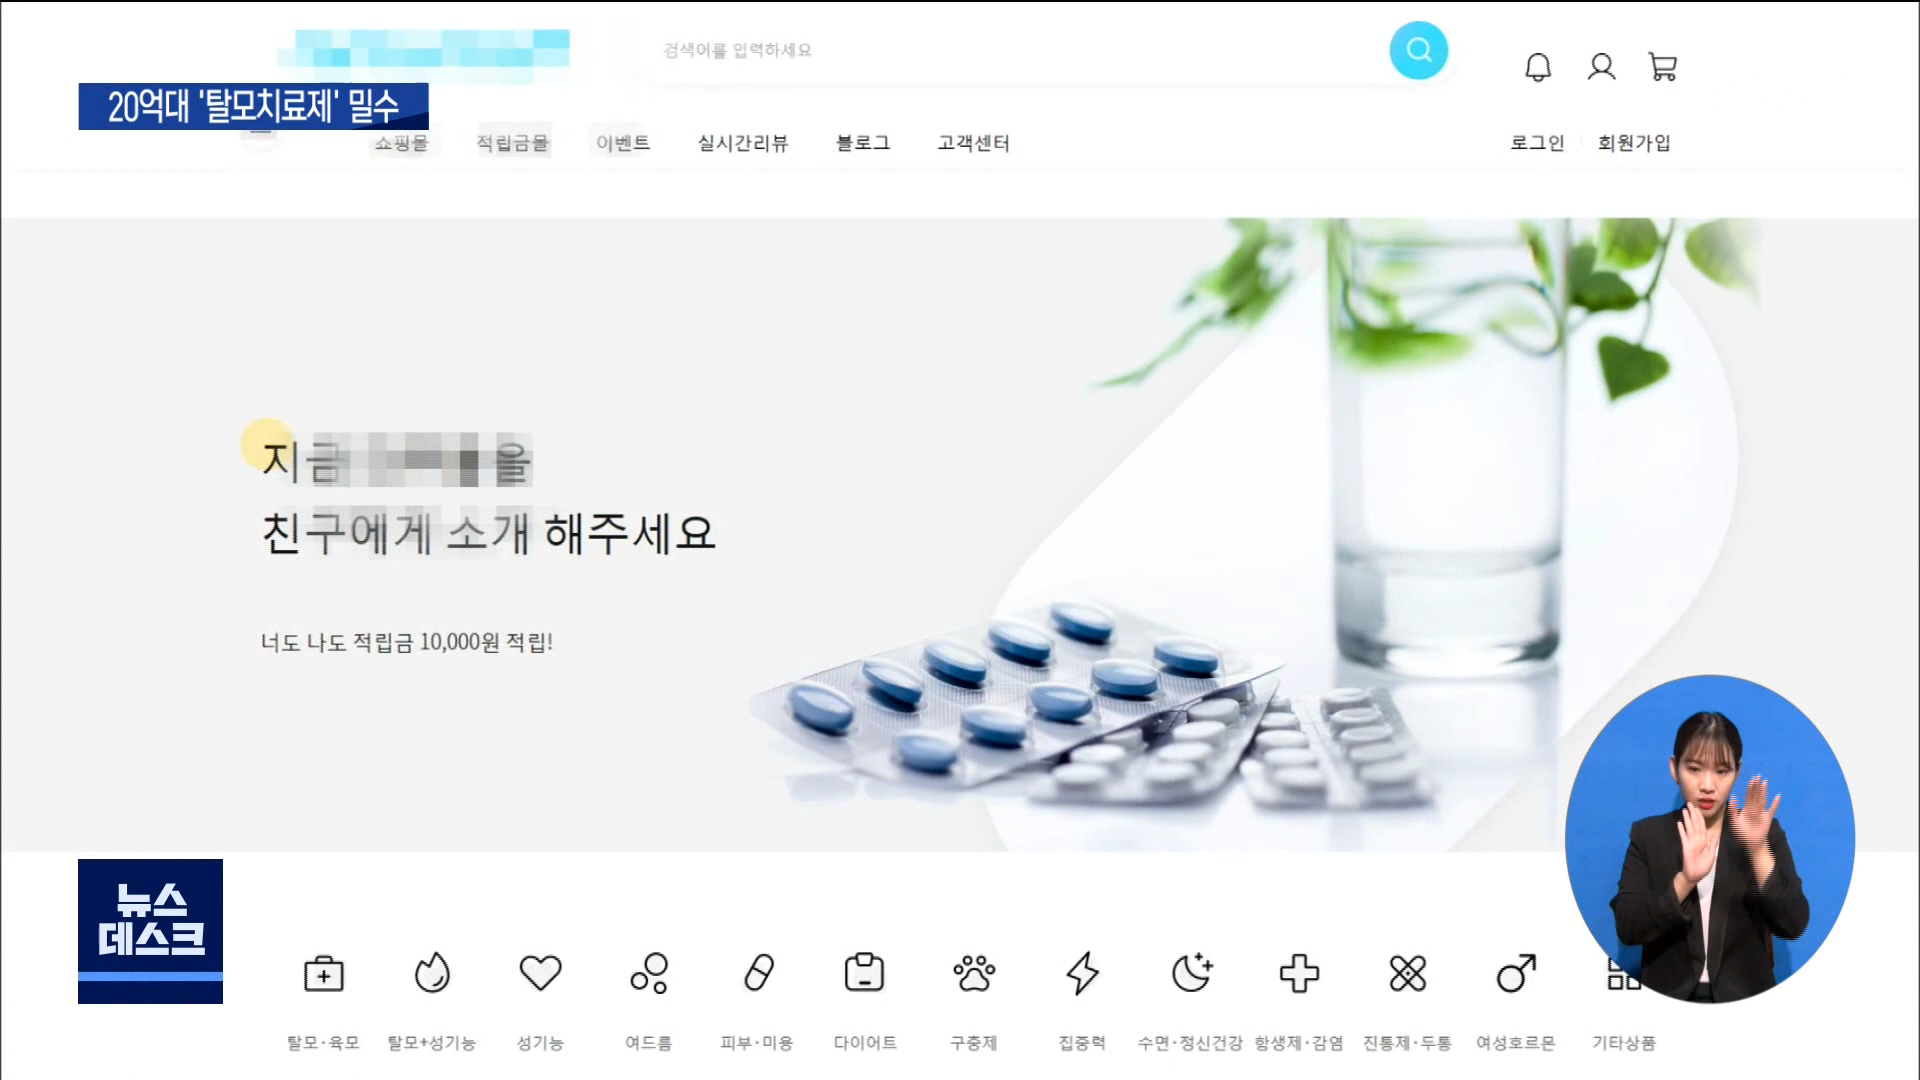 검색어를 입력하세요
20억대 '탈모치료제' 밀수
쇼핑몰 적립금몰 이벤트 실시간리뷰 블로그 고객센터 로그인 회원가입
지금 을
친구에게 소개 해주세요
너도 나도 적립금 10,000원 적립!
뉴스
데스크
탈모·육모 탈모+성기능 성기능 여드름 피부·미용 다이어트 구충제 집중력 수면·정신건강 항생제·감염 진통제·두통 여성호르몬 기타상품